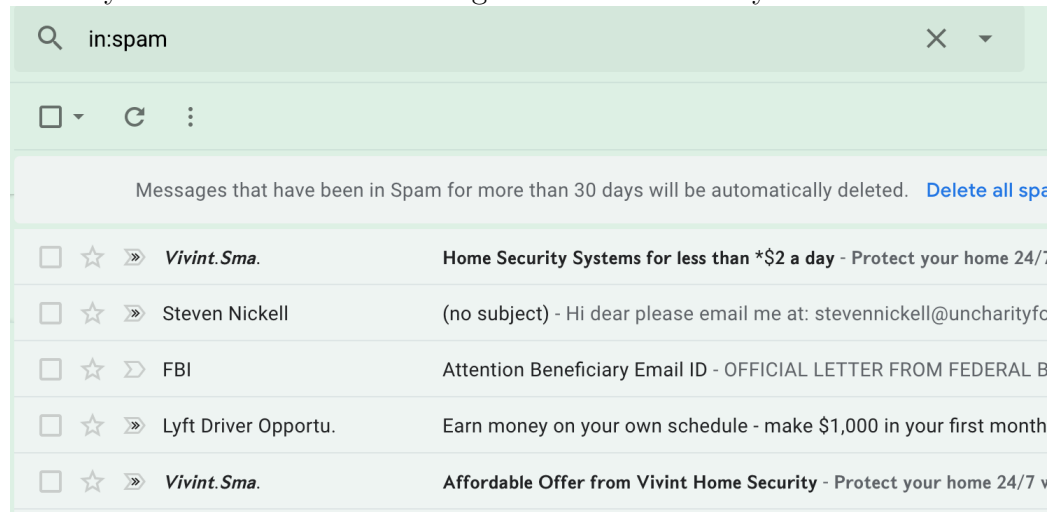 in:spam
Messages that have been in Spam for more than 30 days will be automatically deleted. Delete all spa
Vivint.Sma. Home Security Systems for less than *$2 a day - Protect your home 24/7
Steven Nickell (no subject) - Hi dear please email me at: stevennickell@uncharityfo
FBI Attention Beneficiary Email ID - OFFICIAL LETTER FROM FEDERAL B
Lyft Driver Opportu. Earn money on your own schedule - make $1,000 in your first month
Vivint.Sma. Affordable Offer from Vivint Home Security - Protect your home 24/7 v